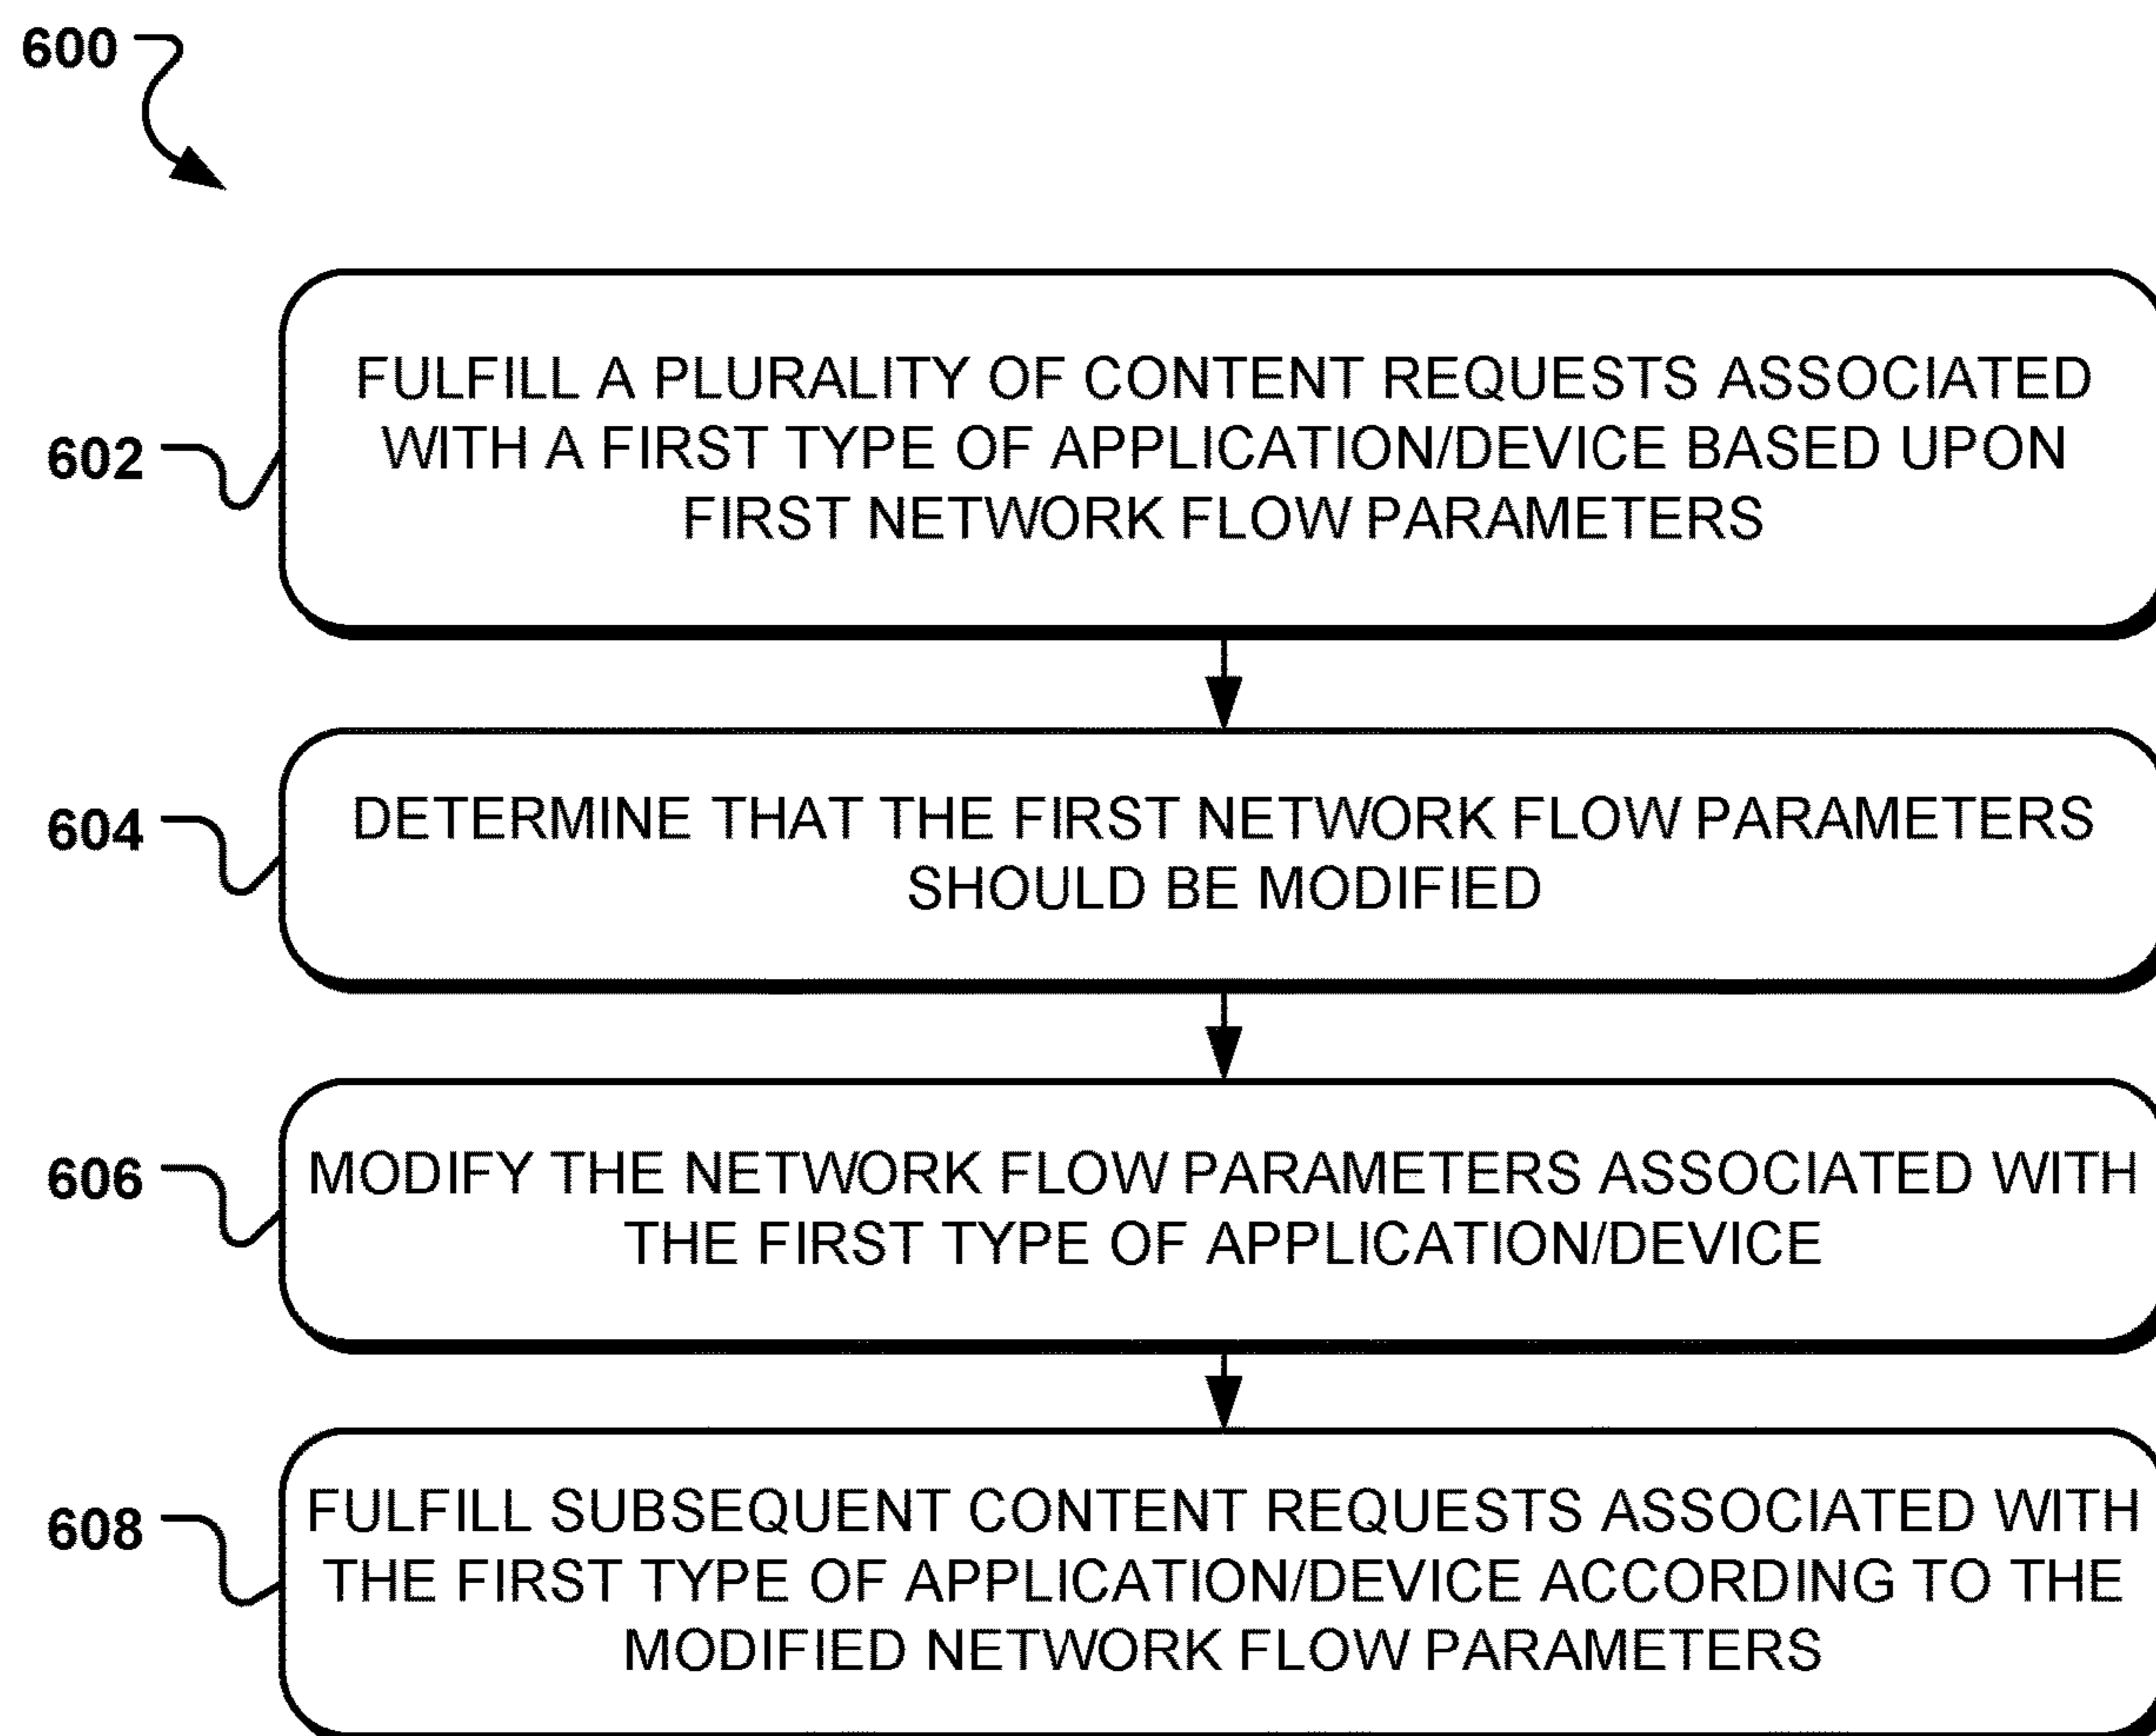 600
602
FULFILL A PLURALITY OF CONTENT REQUESTS ASSOCIATED
WITH A FIRST TYPE OF APPLICATION/DEVICE BASED UPON
FIRST NETWORK FLOW PARAMETERS
604
DETERMINE THAT THE FIRST NETWORK FLOW PARAMETERS
SHOULD BE MODIFIED
606
MODIFY THE NETWORK FLOW PARAMETERS ASSOCIATED WITH
THE FIRST TYPE OF APPLICATION/DEVICE
608
FULFILL SUBSEQUENT CONTENT REQUESTS ASSOCIATED WITH
THE FIRST TYPE OF APPLICATION/DEVICE ACCORDING TO THE
MODIFIED NETWORK FLOW PARAMETERS